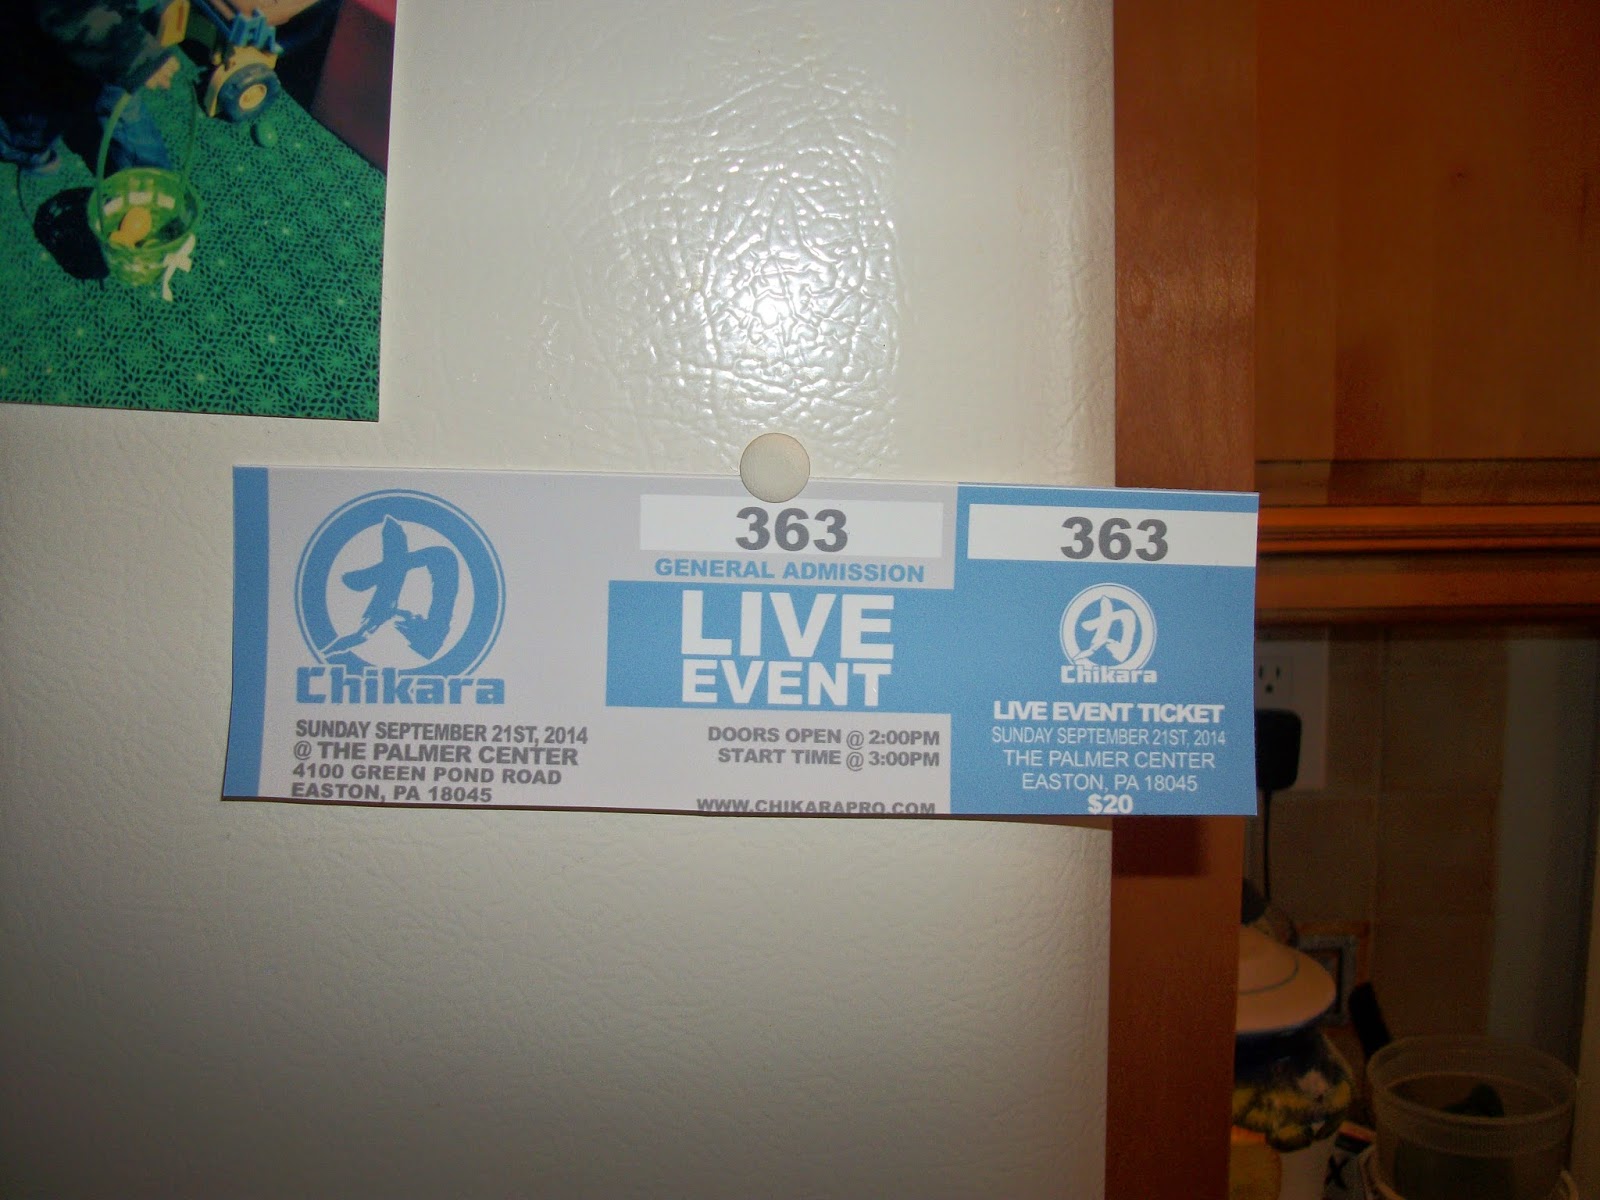 力
Chikara
SUNDAY SEPTEMBER 21ST, 2014
@ THE PALMER CENTER
4100 GREEN POND ROAD
EASTON, PA 18045
363
GENERAL ADMISSION
LIVE
EVENT
DOORS OPEN @ 2:00PM
START TIME @ 3:00PM
WWW.CHIKARAPRO.COM
363
力
Chikara
LIVE EVENT TICKET
SUNDAY SEPTEMBER 21ST, 2014
THE PALMER CENTER
EASTON, PA 18045
$20